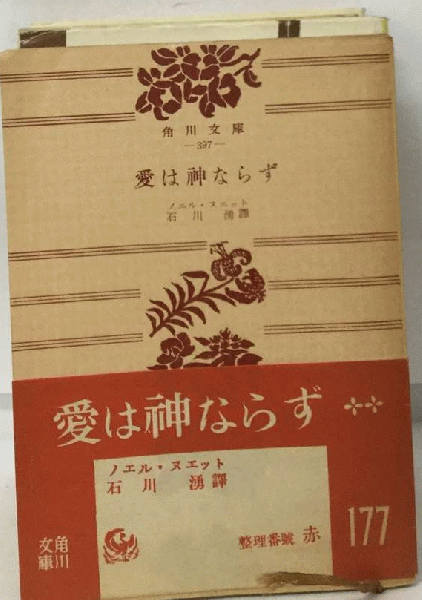 角川文庫
—397—
愛は神ならず
ノエル・ヌエット
石川 湧譯
愛は神ならず
ノエル・ヌエット
石川 湧譯
角川
文庫
整理番號 赤
177